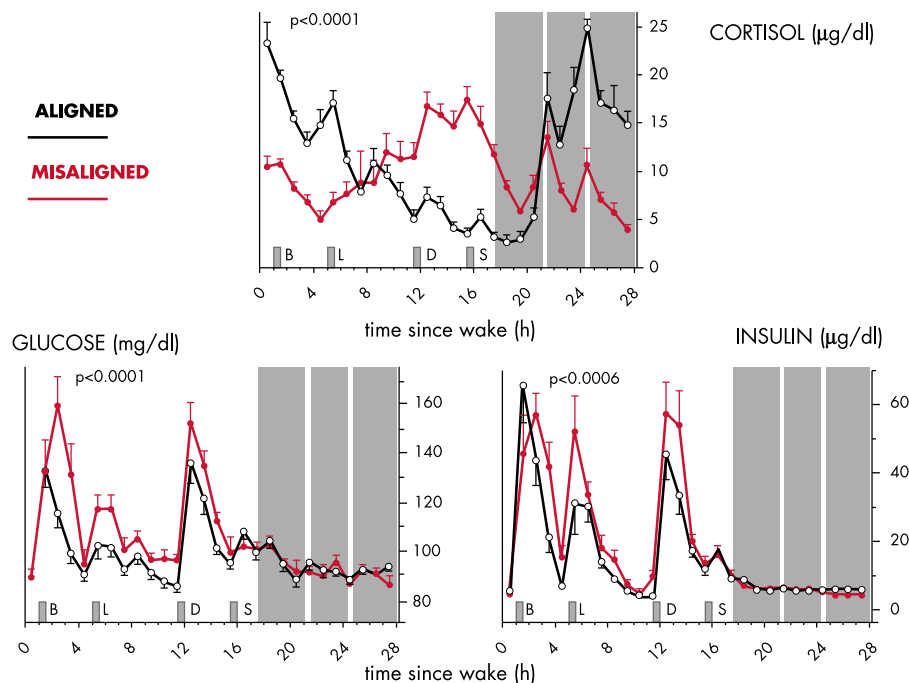 p<0.0001
CORTISOL (μg/dl)
25
20
15
10
5
0
ALIGNED
MISALIGNED
B L D S
0 4 8 12 16 20 24 28
time since wake (h)
GLUCOSE (mg/dl)
p<0.0001
160
140
120
100
80
B L D S
0 4 8 12 16 20 24 28
time since wake (h)
INSULIN (μg/dl)
p<0.0006
60
40
20
0
B L D S
0 4 8 12 16 20 24 28
time since wake (h)